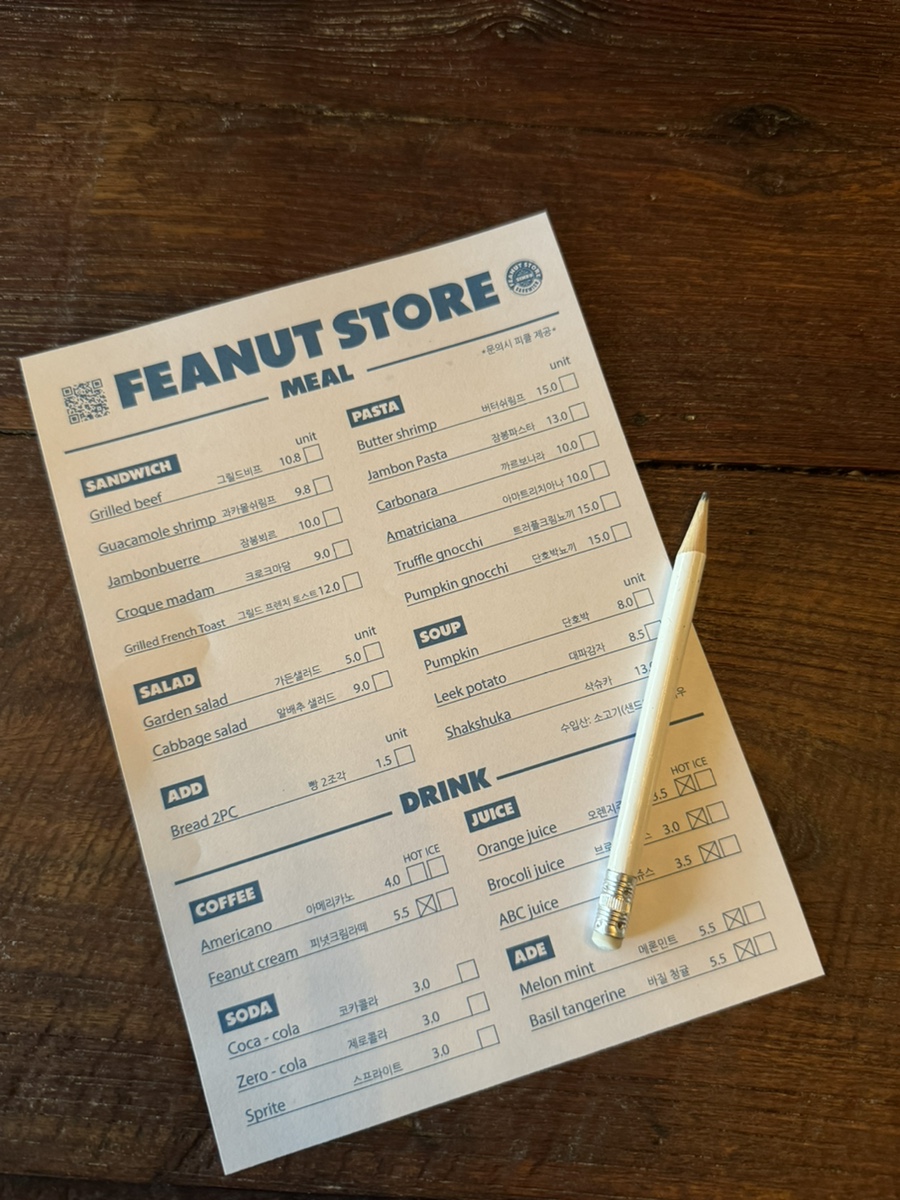 FEANUT STORE
FEANUT STORE
MEAL
*문의시 피클 제공*
SANDWICH
unit
Grilled beef 그릴드비프 10.8
Guacamole shrimp 과카몰쉬림프 9.8
Jambonbuerre 잠봉뵈르 10.0
Croque madam 크로크마담 9.0
Grilled French Toast 그릴드 프렌치 토스트 12.0
SALAD
unit
Garden salad 가든샐러드 5.0
Cabbage salad 알배추 샐러드 9.0
ADD
unit
Bread 2PC 빵 2조각 1.5
PASTA
unit
Butter shrimp 버터쉬림프 15.0
Jambon Pasta 잠봉파스타 13.0
Carbonara 까르보나라 10.0
Amatriciana 아마트리치아나 10.0
Truffle gnocchi 트러플크림뇨끼 15.0
Pumpkin gnocchi 단호박뇨끼 15.0
SOUP
unit
Pumpkin 단호박 8.0
Leek potato 대파감자 8.5
Shakshuka 샥슈카
수입산: 소고기
DRINK
COFFEE
HOT ICE
Americano 아메리카노 4.0
Feanut cream 피넛크림라떼 5.5
SODA
Coca - cola 코카콜라 3.0
Zero - cola 제로콜라 3.0
Sprite 스프라이트 3.0
JUICE
HOT ICE
Orange juice
Brocoli juice 3.0
ABC juice 3.5
ADE
Melon mint 메론민트 5.5
Basil tangerine 바질 청귤 5.5